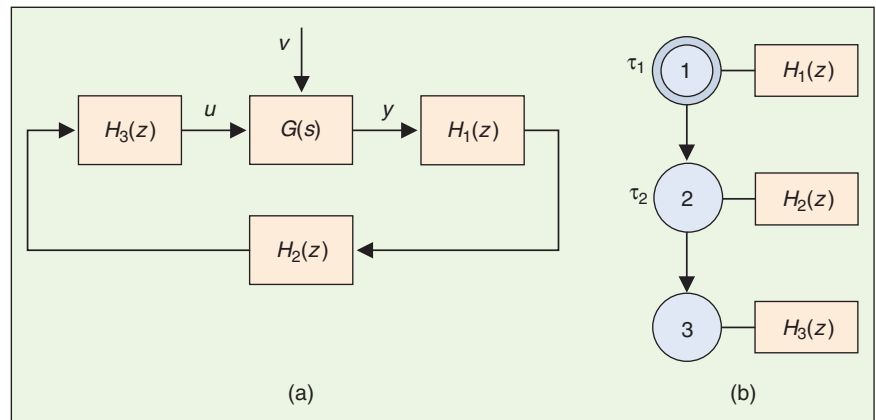 v
H3(z)
u
G(s)
y
H1(z)
H2(z)
(a)
τ1
1
H1(z)
τ2
2
H2(z)
3
H3(z)
(b)